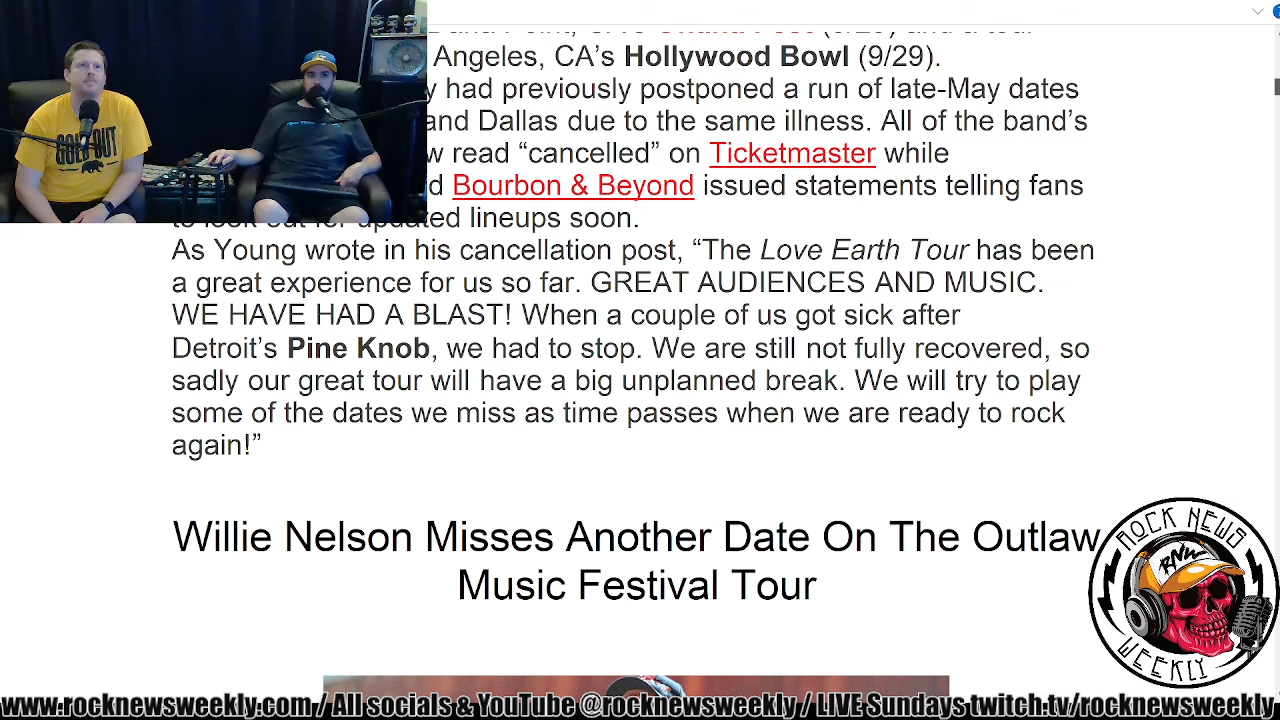 Angeles, CA's Hollywood Bowl (9/29).
y had previously postponed a run of late-May dates
and Dallas due to the same illness. All of the band's
w read “cancelled” on Ticketmaster while
d Bourbon & Beyond issued statements telling fans
to look out for updated lineups soon.
As Young wrote in his cancellation post, “The Love Earth Tour has been
a great experience for us so far. GREAT AUDIENCES AND MUSIC.
WE HAVE HAD A BLAST! When a couple of us got sick after
Detroit's Pine Knob, we had to stop. We are still not fully recovered, so
sadly our great tour will have a big unplanned break. We will try to play
some of the dates we miss as time passes when we are ready to rock
again!”
Willie Nelson Misses Another Date On The Outlaw
Music Festival Tour
ROCK NEWS
RNW
WEEKLY
SOLD OUT
www.rocknewsweekly.com / All socials & YouTube @rocknewsweekly / LIVE Sundays twitch.tv/rocknewsweekly